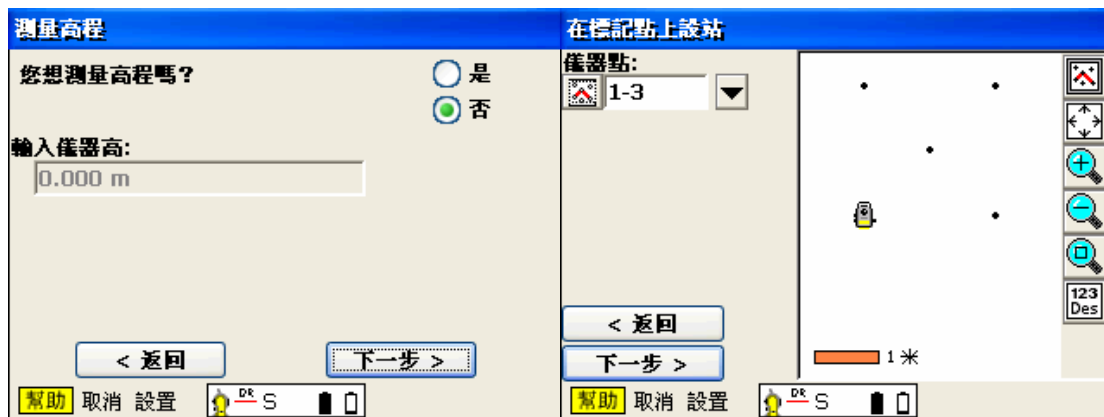 測量高程
您想測量高程嗎?
是
否
輸入儀器高:
0.000 m
< 返回
下一步 >
幫助 取消 設置
DR S
在標記點上設站
儀器點:
1-3
123
Des
1 米
< 返回
下一步 >
幫助 取消 設置
DR S